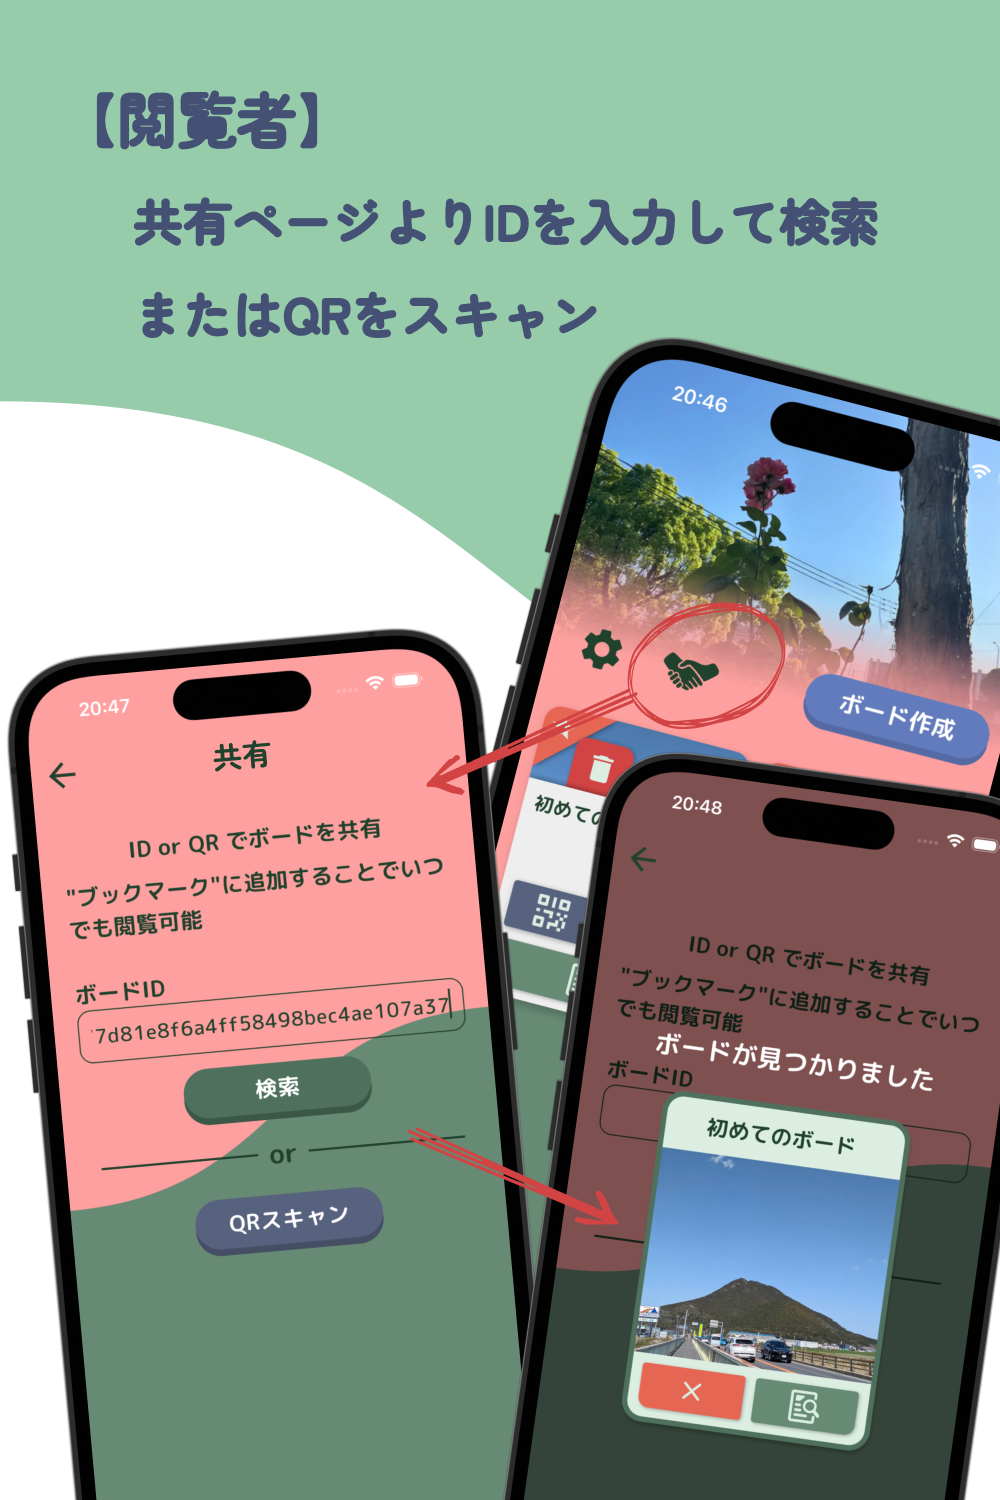 【閲覧者】
共有ページよりIDを入力して検索
またはQRをスキャン
20:46
ボード作成
初めての
20:47
共有
ID or QR でボードを共有
"ブックマーク"に追加することでいつ
でも閲覧可能
ボードID
7d81e8f6a4ff58498bec4ae107a37
検索
or
QRスキャン
20:48
ID or QR でボードを共有
"ブックマーク"に追加することでいつ
でも閲覧可能
ボードが見つかりました
ボードID
初めてのボード